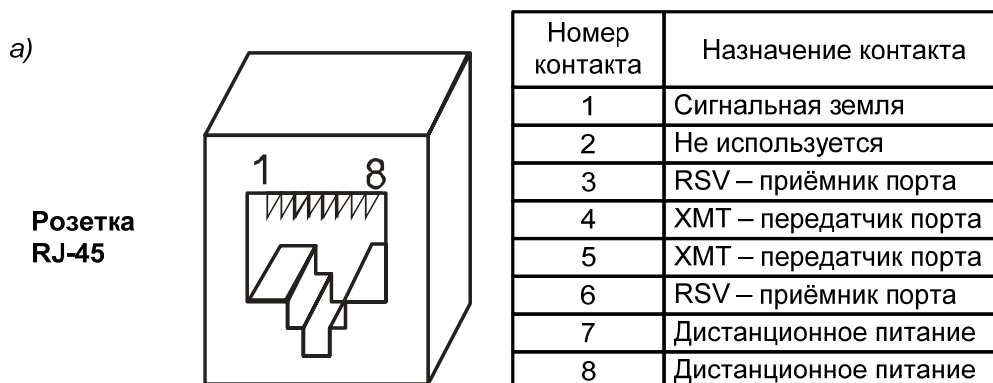 а)
1 8
Розетка
RJ-45
Номер контакта Назначение контакта
1 Сигнальная земля
2 Не используется
3 RSV – приёмник порта
4 XMT – передатчик порта
5 XMT – передатчик порта
6 RSV – приёмник порта
7 Дистанционное питание
8 Дистанционное питание